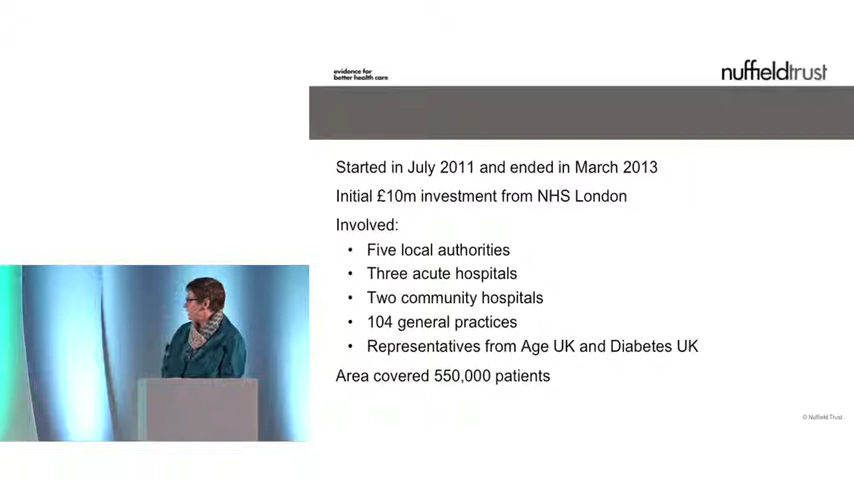 evidence for
better health care
nuffieldtrust
Started in July 2011 and ended in March 2013
Initial £10m investment from NHS London
Involved:
• Five local authorities
• Three acute hospitals
• Two community hospitals
• 104 general practices
• Representatives from Age UK and Diabetes UK
Area covered 550,000 patients
© Nuffield Trust